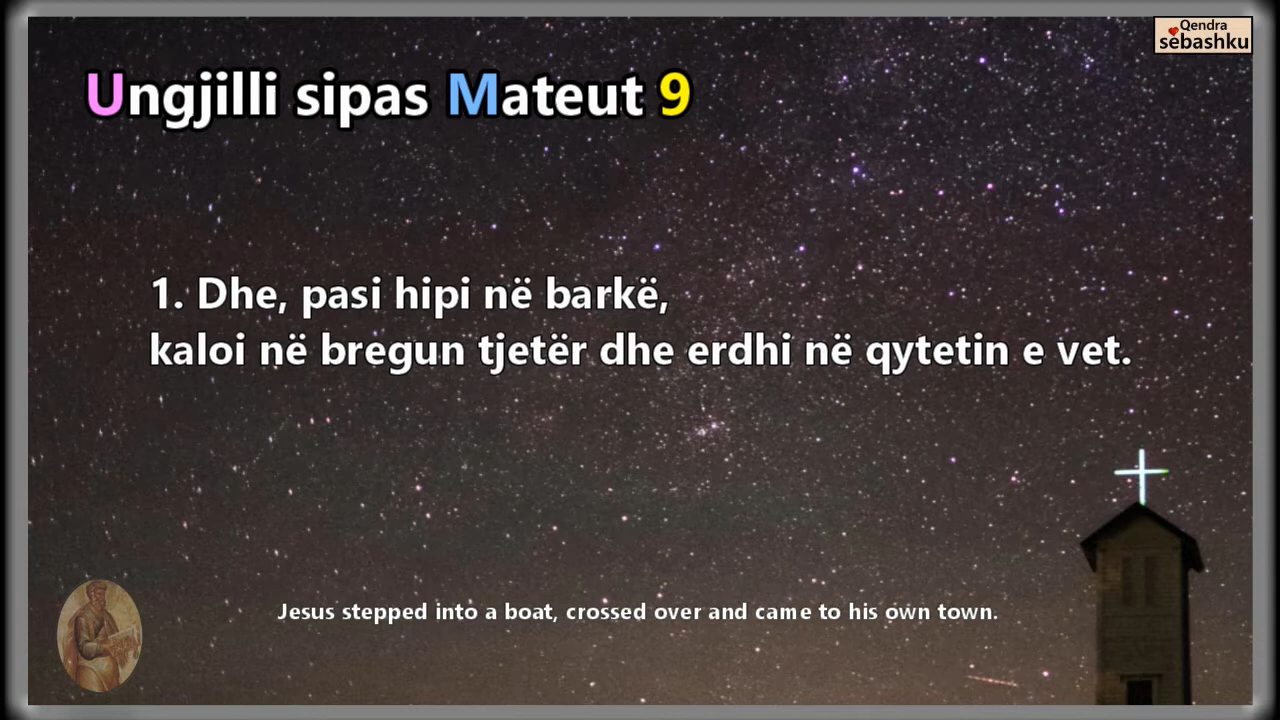 Qendra
sebashku
Ungjilli sipas Mateut 9
1. Dhe, pasi hipi në barkë,
kaloi në bregun tjetër dhe erdhi në qytetin e vet.
Jesus stepped into a boat, crossed over and came to his own town.